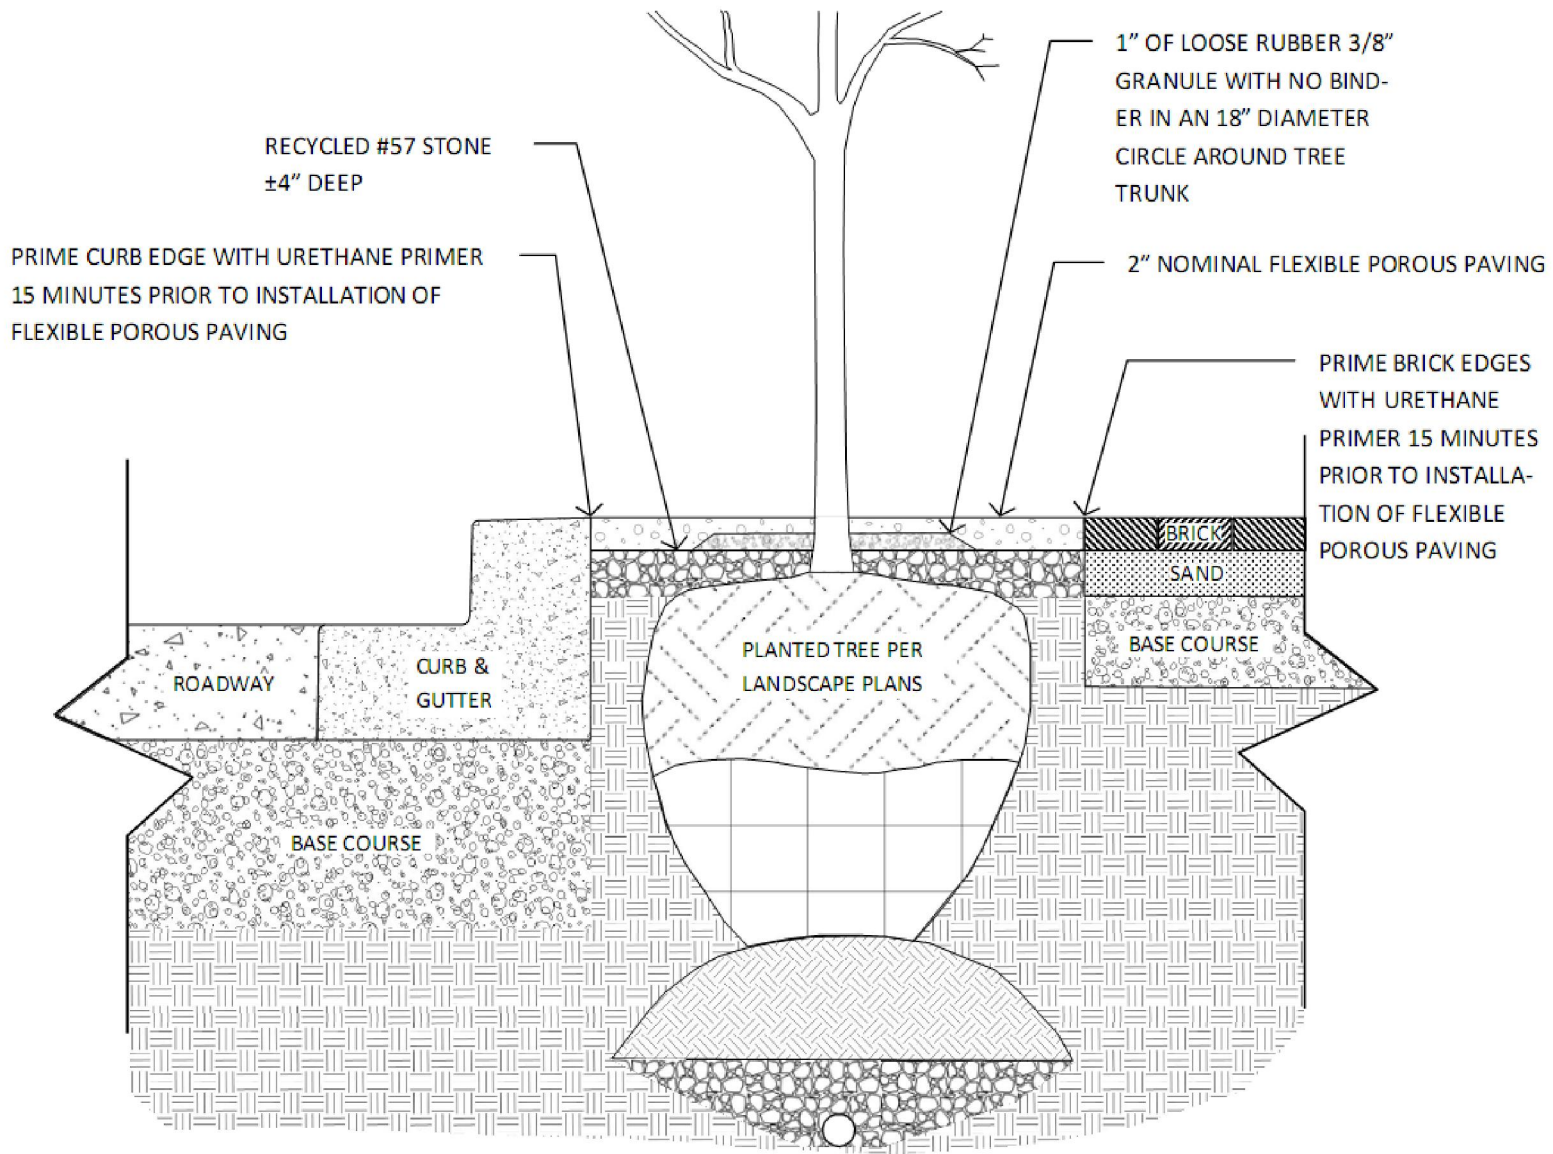 1” OF LOOSE RUBBER 3/8”
GRANULE WITH NO BIND-
ER IN AN 18” DIAMETER
CIRCLE AROUND TREE
TRUNK
RECYCLED #57 STONE
±4” DEEP
PRIME CURB EDGE WITH URETHANE PRIMER
15 MINUTES PRIOR TO INSTALLATION OF
FLEXIBLE POROUS PAVING
2” NOMINAL FLEXIBLE POROUS PAVING
PRIME BRICK EDGES
WITH URETHANE
PRIMER 15 MINUTES
PRIOR TO INSTALLA-
TION OF FLEXIBLE
POROUS PAVING
BRICK
SAND
BASE COURSE
PLANTED TREE PER
LANDSCAPE PLANS
ROADWAY
CURB &
GUTTER
BASE COURSE